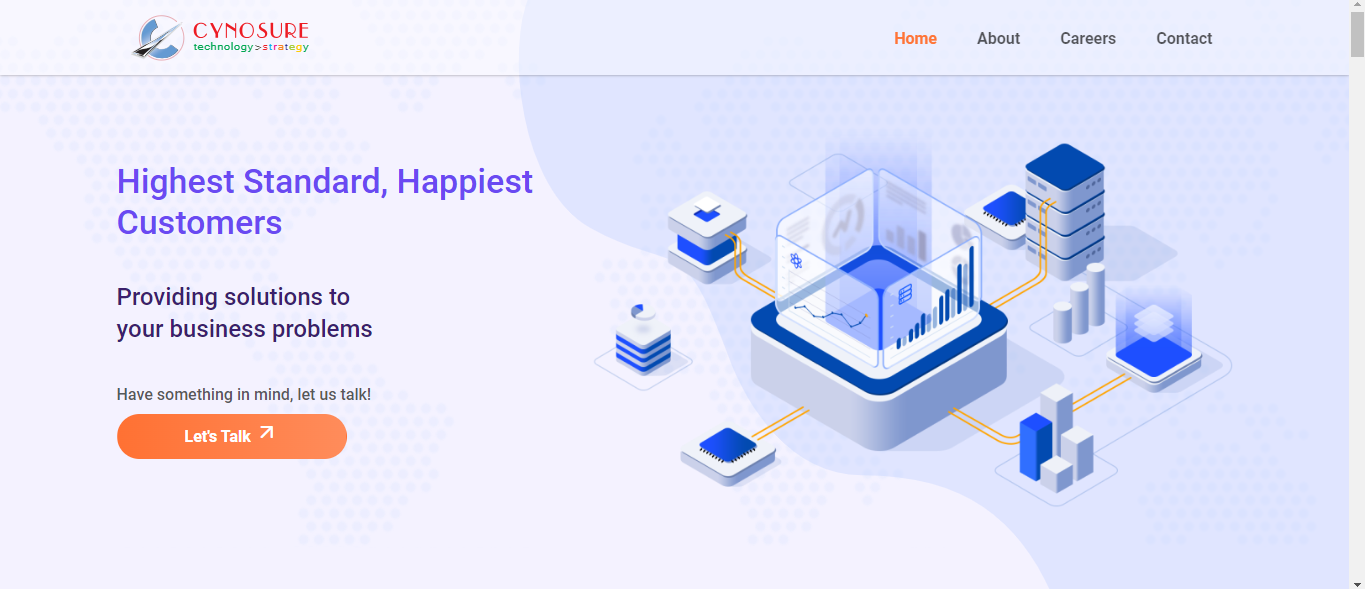 CYNOSURE
technology>strategy
Home
About
Careers
Contact
Highest Standard, Happiest
Customers
Providing solutions to
your business problems
Have something in mind, let us talk!
Let's Talk